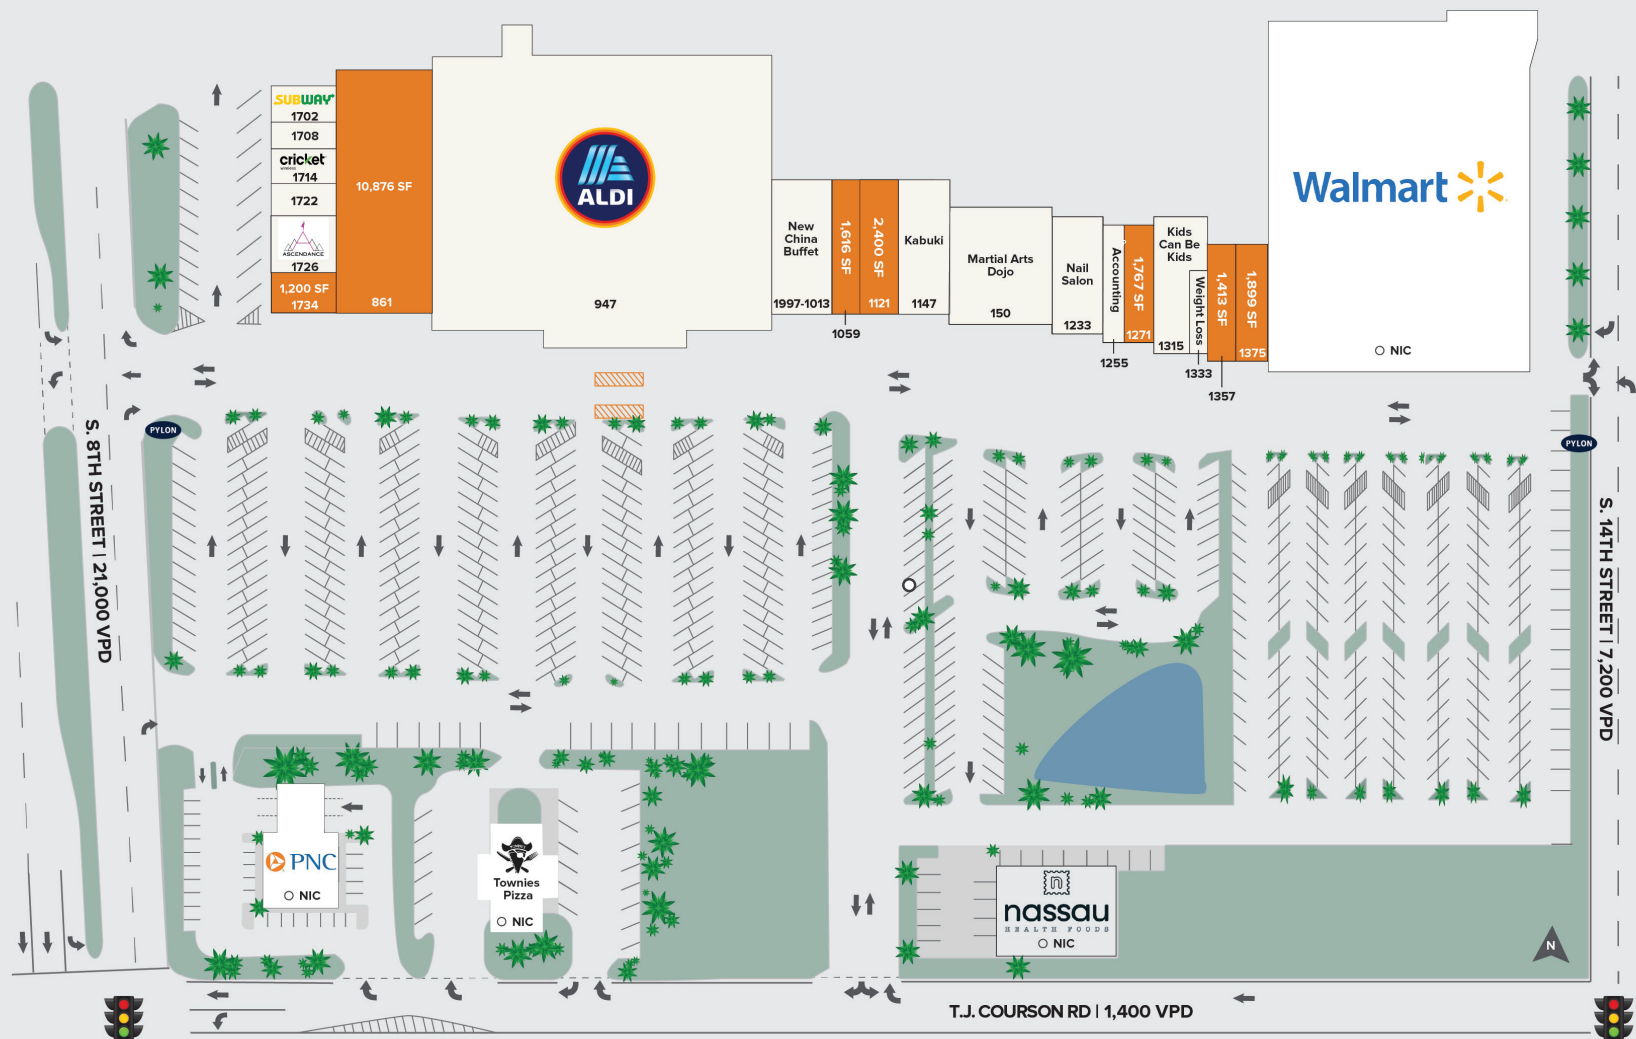 SUBWAY
1702
1708
cricket
wireless
1714
1722
ASCENDANCE
1726
1,200 SF
1734
10,876 SF
861
ALDI
947
New
China
Buffet
1997-1013
1,616 SF
1059
2,400 SF
1121
Kabuki
1147
Martial Arts
Dojo
150
Nail
Salon
1233
Accounting
1255
1,767 SF
1271
Kids
Can Be
Kids
1315
Weight Loss
1333
1,413 SF
1357
1,899 SF
1375
Walmart
NIC
PYLON
PYLON
S. 8TH STREET | 21,000 VPD
S. 14TH STREET | 7,200 VPD
PNC
NIC
Townies
Pizza
NIC
n
nassau
HEALTH FOODS
NIC
N
T.J. COURSON RD | 1,400 VPD